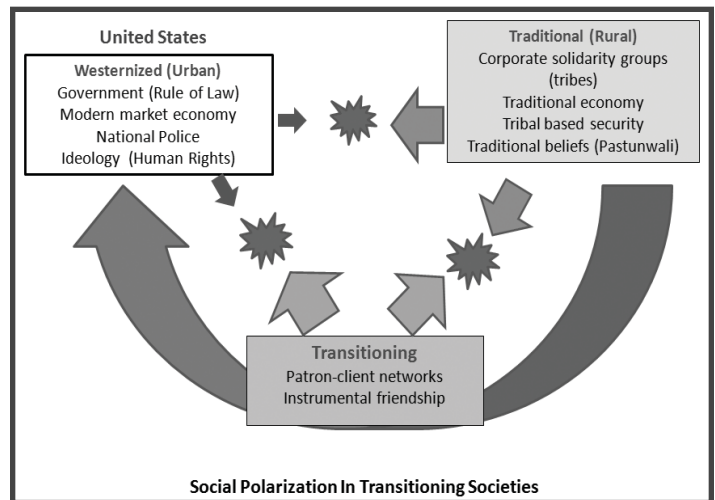 United States
Westernized (Urban)
Government (Rule of Law)
Modern market economy
National Police
Ideology (Human Rights)
Traditional (Rural)
Corporate solidarity groups
(tribes)
Traditional economy
Tribal based security
Traditional beliefs (Pastunwali)
Transitioning
Patron-client networks
Instrumental friendship
Social Polarization In Transitioning Societies